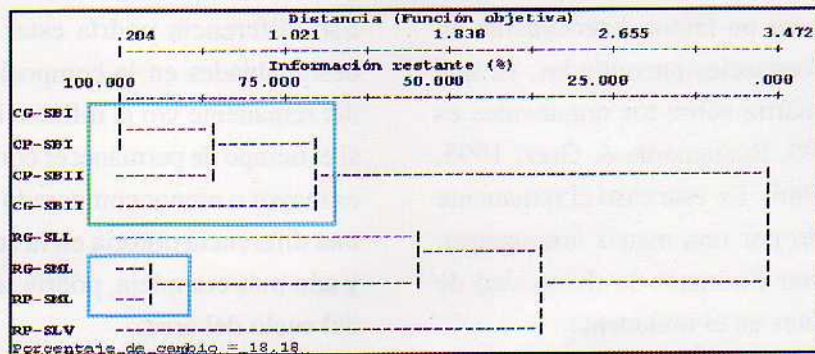 Distancia (Función objetiva)
.204 1.021 1.838 2.655 3.472
Información restante (%)
100.000 75.000 50.000 25.000 .000
CG-SBI
CP-SBI
CP-SBII
CG-SBII
RG-SLL
RG-SML
RP-SML
RP-SLV
Porcentaje de cambio = 18.18